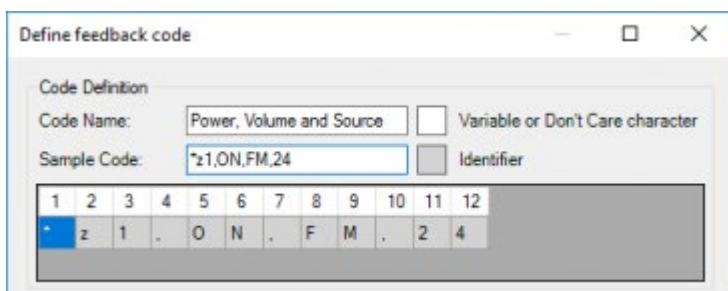 Define feedback code
Code Definition
Code Name: Power, Volume and Source Variable or Don't Care character
Sample Code: *z1,ON,FM,24 Identifier
1 2 3 4 5 6 7 8 9 10 11 12
* z 1 , O N , F M , 2 4